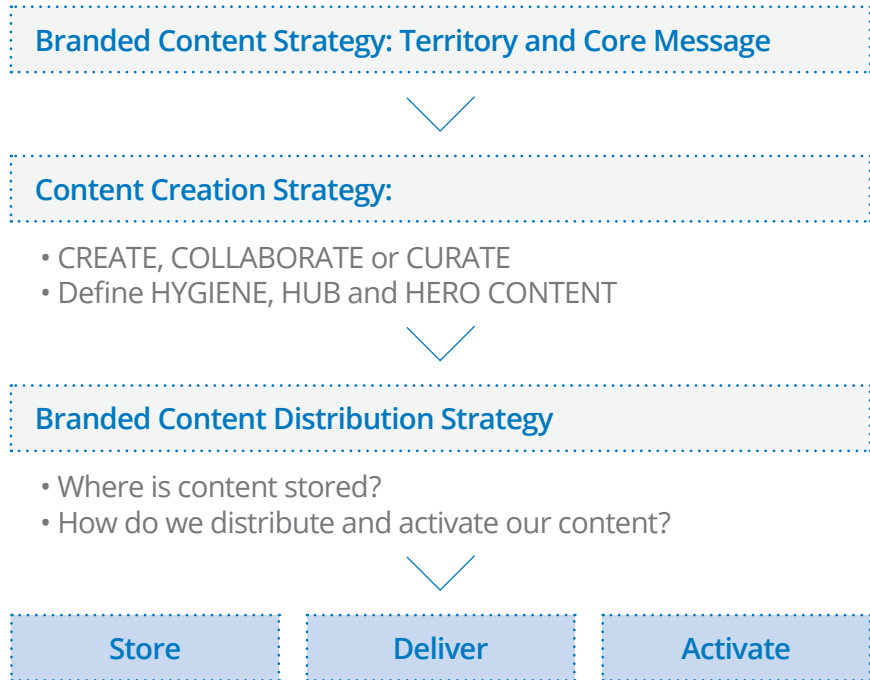 Branded Content Strategy: Territory and Core Message
Content Creation Strategy:
• CREATE, COLLABORATE or CURATE
• Define HYGIENE, HUB and HERO CONTENT
Branded Content Distribution Strategy
• Where is content stored?
• How do we distribute and activate our content?
Store
Deliver
Activate